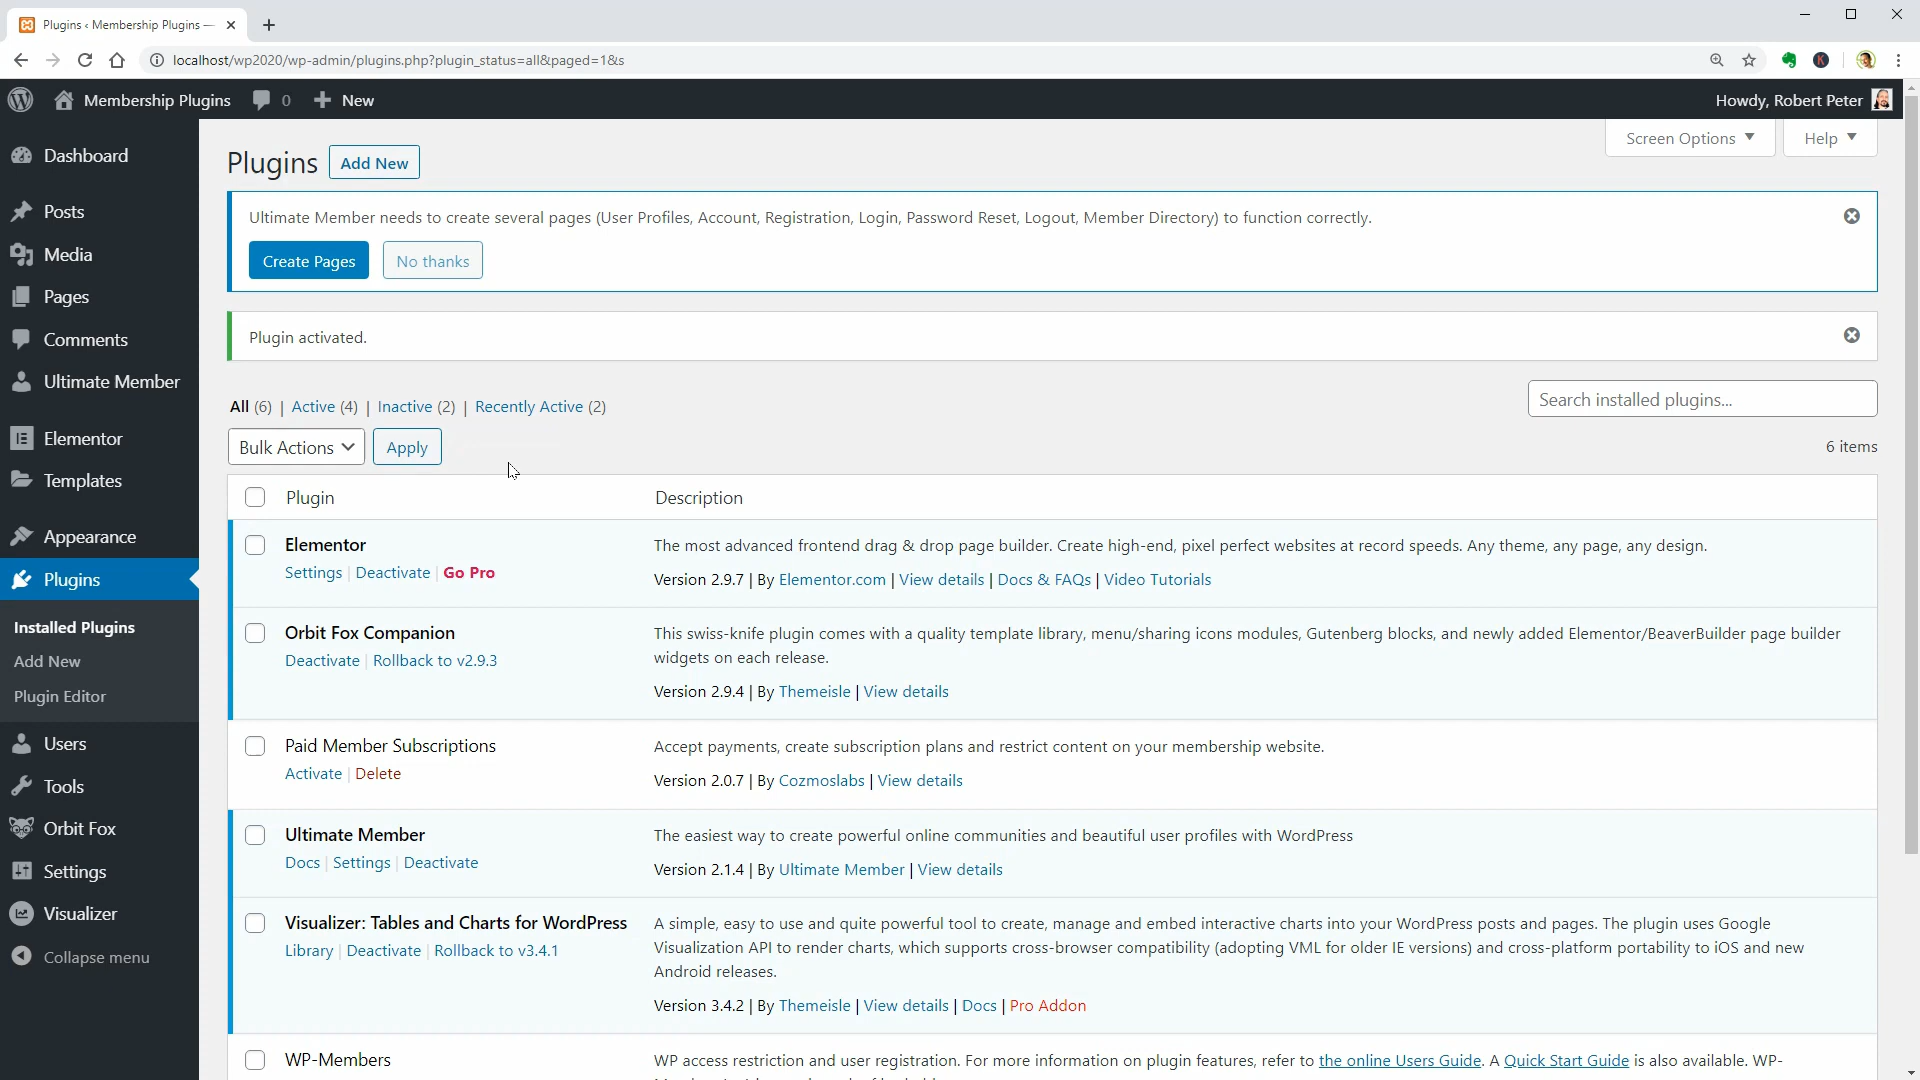 Plugins ‹ Membership Plugins —
localhost/wp2020/wp-admin/plugins.php?plugin_status=all&paged=1&s
Membership Plugins 0 New
Howdy, Robert Peter
Dashboard
Posts
Media
Pages
Comments
Ultimate Member
Elementor
Templates
Appearance
Plugins
Installed Plugins
Add New
Plugin Editor
Users
Tools
Orbit Fox
Settings
Visualizer
Collapse menu
Screen Options Help
Plugins Add New
Ultimate Member needs to create several pages (User Profiles, Account, Registration, Login, Password Reset, Logout, Member Directory) to function correctly.
Create Pages No thanks
Plugin activated.
All (6) | Active (4) | Inactive (2) | Recently Active (2)
Search installed plugins...
Bulk Actions Apply
6 items
Plugin Description
Elementor
Settings | Deactivate | Go Pro
The most advanced frontend drag & drop page builder. Create high-end, pixel perfect websites at record speeds. Any theme, any page, any design.
Version 2.9.7 | By Elementor.com | View details | Docs & FAQs | Video Tutorials
Orbit Fox Companion
Deactivate | Rollback to v2.9.3
This swiss-knife plugin comes with a quality template library, menu/sharing icons modules, Gutenberg blocks, and newly added Elementor/BeaverBuilder page builder
widgets on each release.
Version 2.9.4 | By Themeisle | View details
Paid Member Subscriptions
Activate | Delete
Accept payments, create subscription plans and restrict content on your membership website.
Version 2.0.7 | By Cozmoslabs | View details
Ultimate Member
Docs | Settings | Deactivate
The easiest way to create powerful online communities and beautiful user profiles with WordPress
Version 2.1.4 | By Ultimate Member | View details
Visualizer: Tables and Charts for WordPress
Library | Deactivate | Rollback to v3.4.1
A simple, easy to use and quite powerful tool to create, manage and embed interactive charts into your WordPress posts and pages. The plugin uses Google
Visualization API to render charts, which supports cross-browser compatibility (adopting VML for older IE versions) and cross-platform portability to iOS and new
Android releases.
Version 3.4.2 | By Themeisle | View details | Docs | Pro Addon
WP-Members
WP access restriction and user registration. For more information on plugin features, refer to the online Users Guide. A Quick Start Guide is also available. WP-